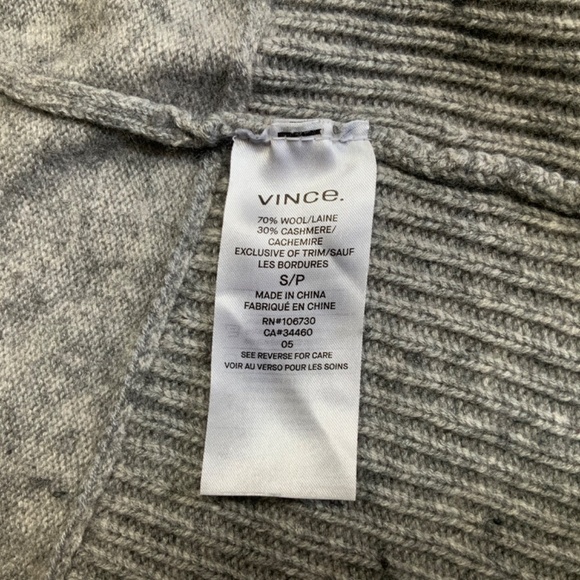 VINCE.
70% WOOL/LAINE
30% CASHMERE/
CACHEMIRE
EXCLUSIVE OF TRIM/SAUF
LES BORDURES
S/P
MADE IN CHINA
FABRIQUÉ EN CHINE
RN#106730
CA#34460
05
SEE REVERSE FOR CARE
VOIR AU VERSO POUR LES SOINS